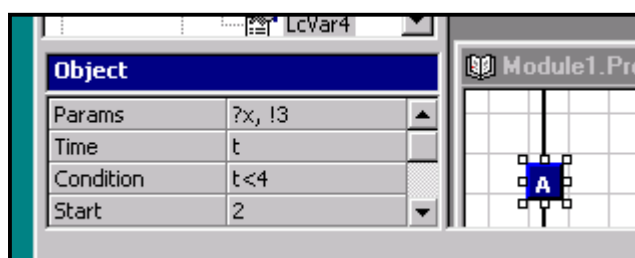 LcVar4
Object
Params ?x, !3
Time t
Condition t<4
Start 2
Module1.Pr
A